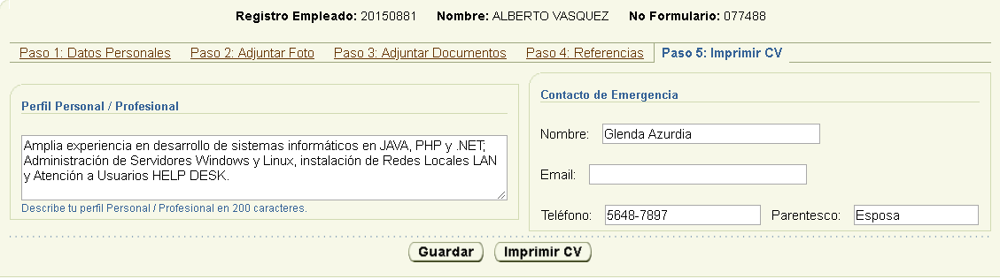 Registro Empleado: 20150881 Nombre: ALBERTO VASQUEZ No Formulario: 077488
Paso 1: Datos Personales Paso 2: Adjuntar Foto Paso 3: Adjuntar Documentos Paso 4: Referencias Paso 5: Imprimir CV
Perfil Personal / Profesional
Amplia experiencia en desarrollo de sistemas informáticos en JAVA, PHP y .NET;
Administración de Servidores Windows y Linux, instalación de Redes Locales LAN
y Atención a Usuarios HELP DESK.
Describe tu perfil Personal / Profesional en 200 caracteres.
Contacto de Emergencia
Nombre: Glenda Azurdia
Email:
Teléfono: 5648-7897 Parentesco: Esposa
Guardar Imprimir CV